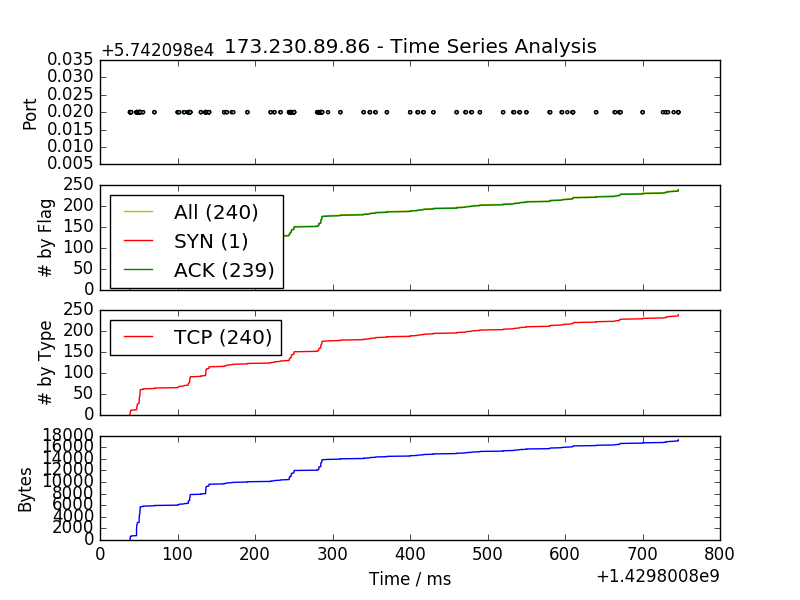 +5.742098e4 173.230.89.86 - Time Series Analysis
0.035
0.030
0.025
0.020
0.015
0.010
0.005
Port
250
200
150
100
50
0
# by Flag
All (240)
SYN (1)
ACK (239)
250
200
150
100
50
0
# by Type
TCP (240)
18000
16000
14000
12000
10000
8000
6000
4000
2000
0
Bytes
0 100 200 300 400 500 600 700 800
Time / ms
+1.4298008e9